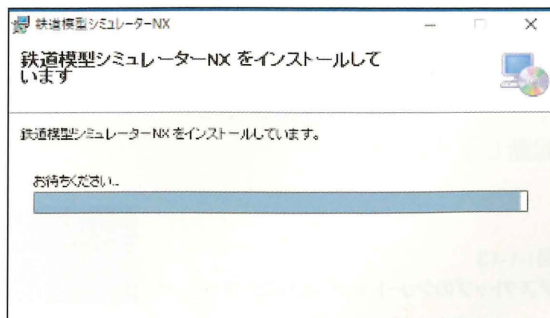 鉄道模型シミュレーターNX
鉄道模型シミュレーターNX をインストールして
います
鉄道模型シミュレーターNX をインストールしています。
お待ちください...